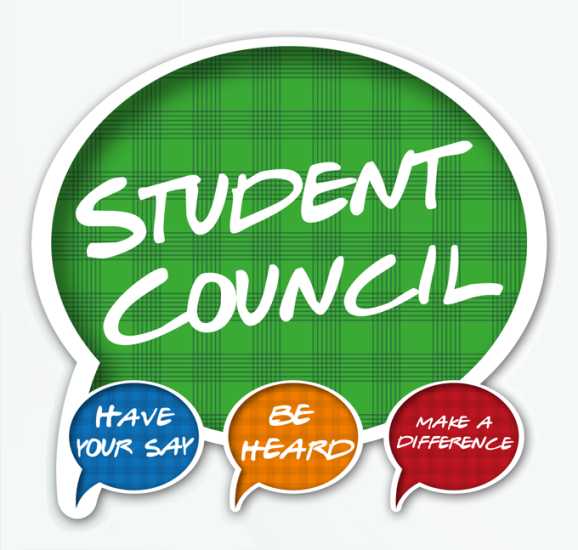 STUDENT
COUNCIL
HAVE
YOUR SAY
BE
HEARD
MAKE A
DIFFERENCE